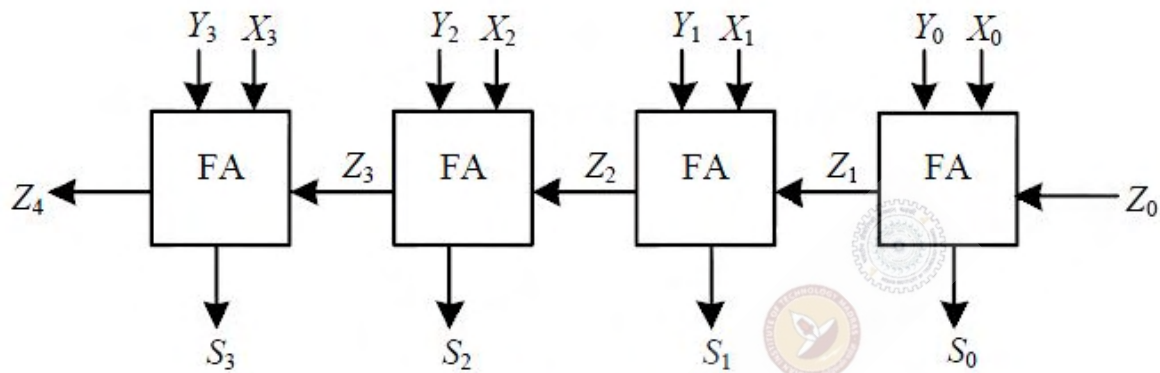 Y₃ X₃ Y₂ X₂ Y₁ X₁ Y₀ X₀
FA Z₃ FA Z₂ FA Z₁ FA
Z₄ Z₀
S₃ S₂ S₁ S₀